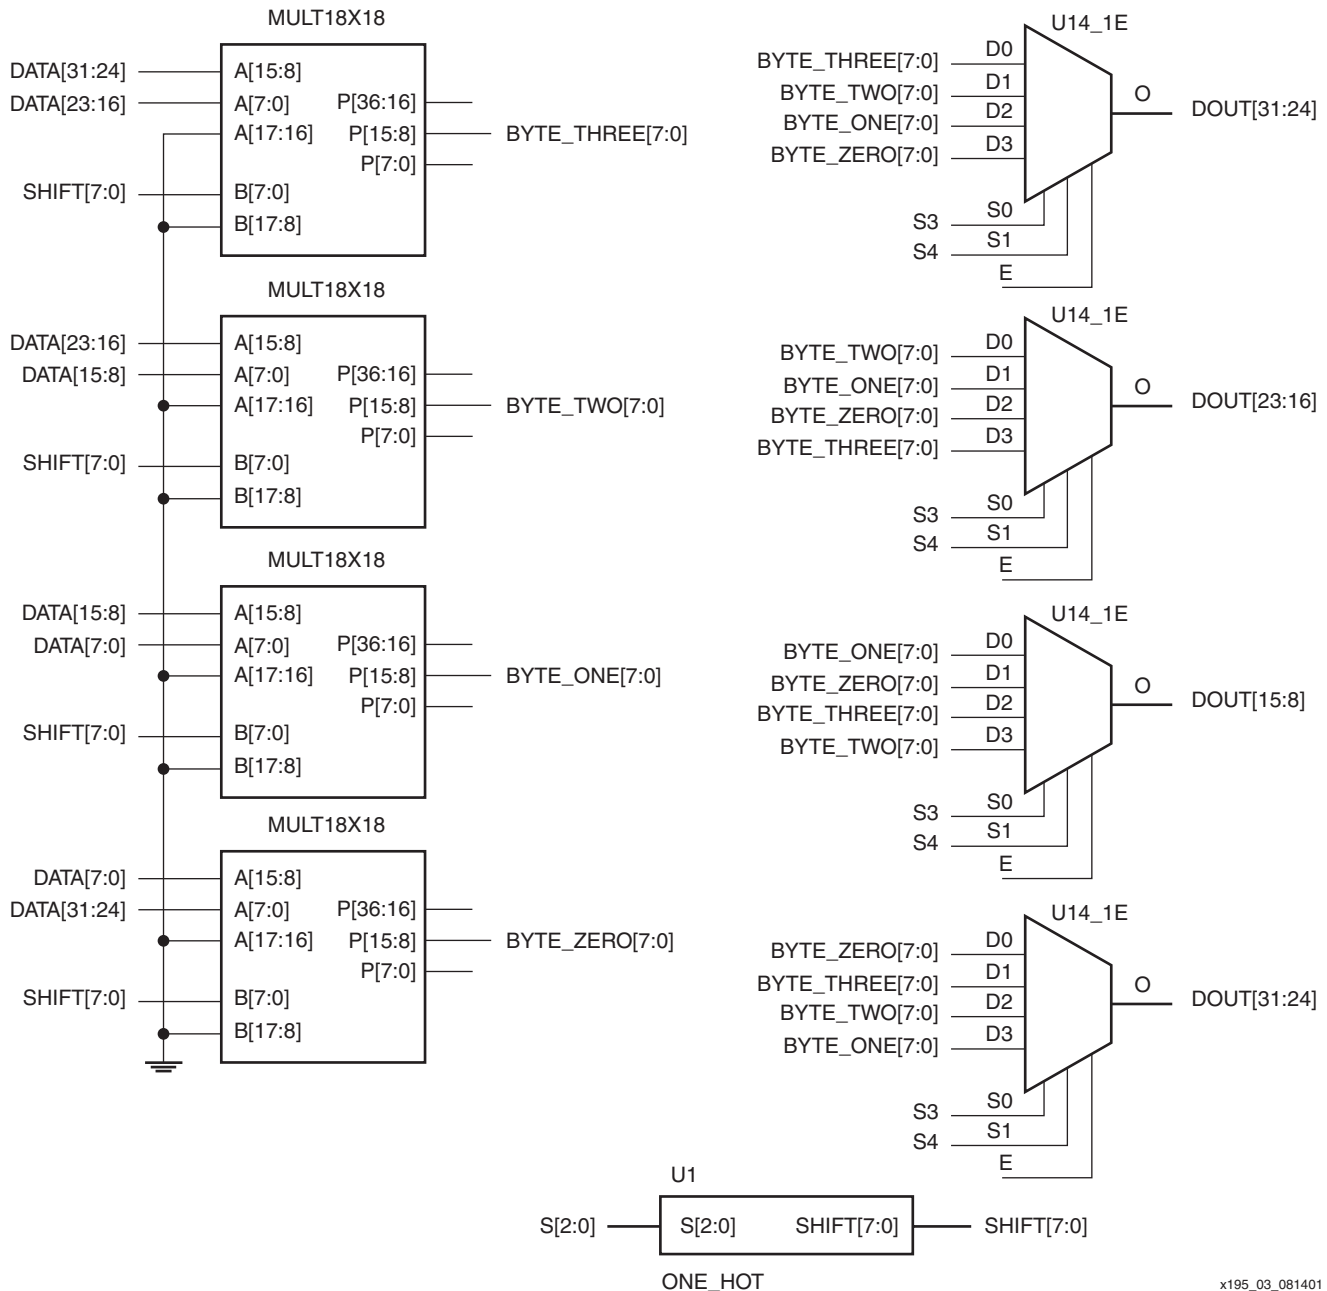 MULT18X18
DATA[31:24] A[15:8]
DATA[23:16] A[7:0] P[36:16]
A[17:16] P[15:8] BYTE_THREE[7:0]
P[7:0]
SHIFT[7:0] B[7:0]
B[17:8]
MULT18X18
DATA[23:16] A[15:8]
DATA[15:8] A[7:0] P[36:16]
A[17:16] P[15:8] BYTE_TWO[7:0]
P[7:0]
SHIFT[7:0] B[7:0]
B[17:8]
MULT18X18
DATA[15:8] A[15:8]
DATA[7:0] A[7:0] P[36:16]
A[17:16] P[15:8] BYTE_ONE[7:0]
P[7:0]
SHIFT[7:0] B[7:0]
B[17:8]
MULT18X18
DATA[7:0] A[15:8]
DATA[31:24] A[7:0] P[36:16]
A[17:16] P[15:8] BYTE_ZERO[7:0]
P[7:0]
SHIFT[7:0] B[7:0]
B[17:8]
U14_1E
BYTE_THREE[7:0] D0
BYTE_TWO[7:0] D1
BYTE_ONE[7:0] D2
BYTE_ZERO[7:0] D3
O DOUT[31:24]
S3 S0
S4 S1
E
U14_1E
BYTE_TWO[7:0] D0
BYTE_ONE[7:0] D1
BYTE_ZERO[7:0] D2
BYTE_THREE[7:0] D3
O DOUT[23:16]
S3 S0
S4 S1
E
U14_1E
BYTE_ONE[7:0] D0
BYTE_ZERO[7:0] D1
BYTE_THREE[7:0] D2
BYTE_TWO[7:0] D3
O DOUT[15:8]
S3 S0
S4 S1
E
U14_1E
BYTE_ZERO[7:0] D0
BYTE_THREE[7:0] D1
BYTE_TWO[7:0] D2
BYTE_ONE[7:0] D3
O DOUT[31:24]
S3 S0
S4 S1
E
U1
S[2:0] S[2:0] SHIFT[7:0] SHIFT[7:0]
ONE_HOT
x195_03_081401